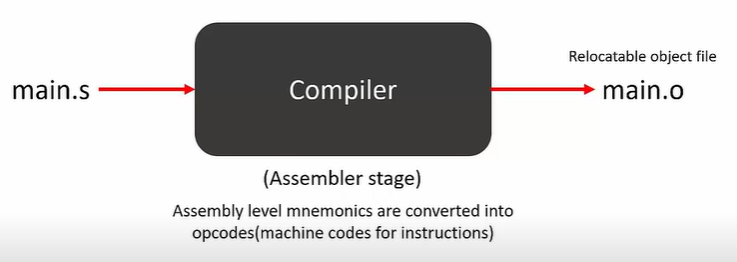 Relocatable object file
main.s
Compiler
main.o
(Assembler stage)
Assembly level mnemonics are converted into
opcodes(machine codes for instructions)